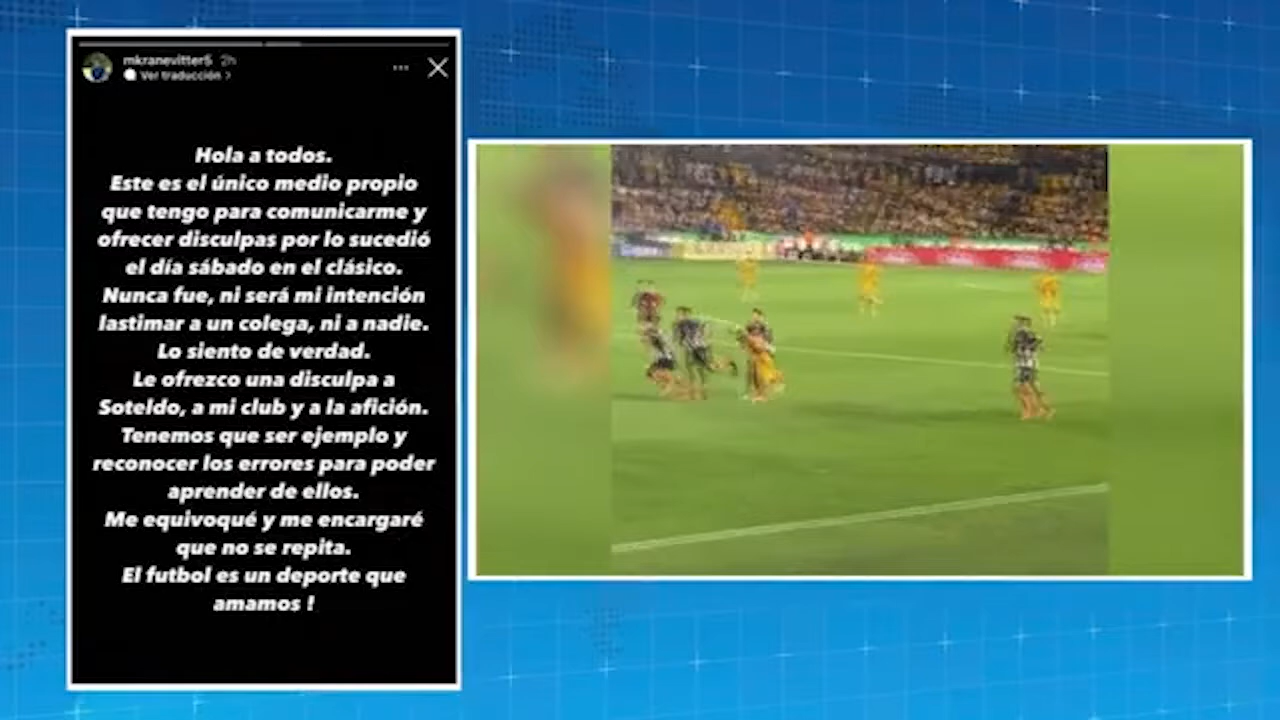 mkranevitter5 2h
Ver traducción >
Hola a todos.
Este es el único medio propio
que tengo para comunicarme y
ofrecer disculpas por lo sucedió
el día sábado en el clásico.
Nunca fue, ni será mi intención
lastimar a un colega, ni a nadie.
Lo siento de verdad.
Le ofrezco una disculpa a
Soteldo, a mi club y a la afición.
Tenemos que ser ejemplo y
reconocer los errores para poder
aprender de ellos.
Me equivoqué y me encargaré
que no se repita.
El futbol es un deporte que
amamos !